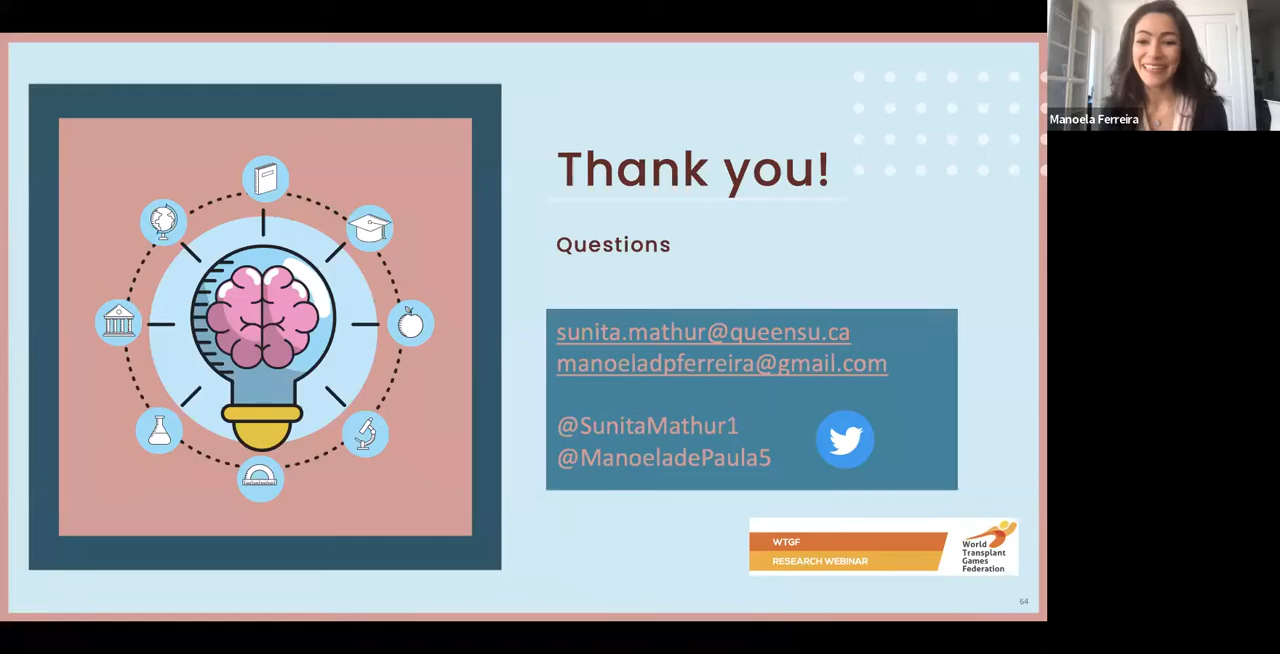 Thank you!
Questions
sunita.mathur@queensu.ca
manoeladpferreira@gmail.com
@SunitaMathur1
@ManoeladePaula5
WTGF
RESEARCH WEBINAR
World
Transplant
Games
Federation
64
Manoela Ferreira